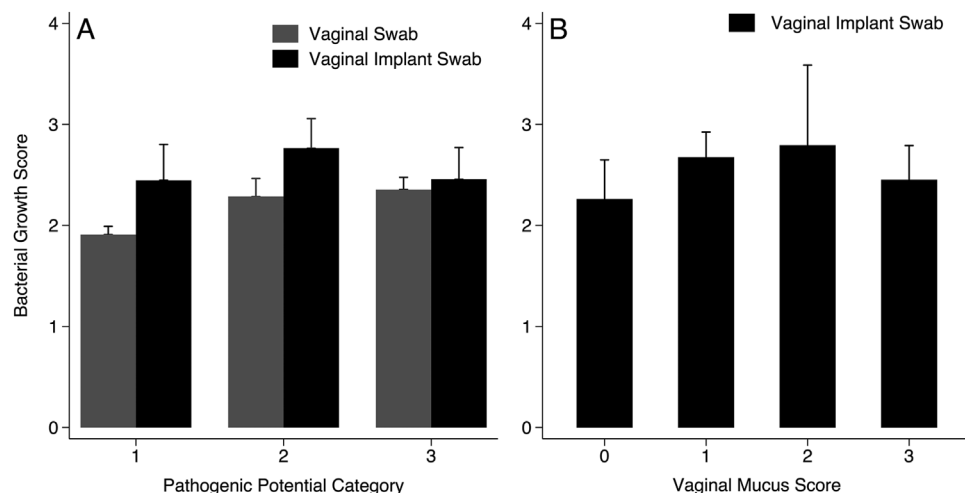 A
Vaginal Swab
Vaginal Implant Swab
Bacterial Growth Score
4
3
2
1
0
1 2 3
Pathogenic Potential Category
B
Vaginal Implant Swab
4
3
2
1
0
0 1 2 3
Vaginal Mucus Score